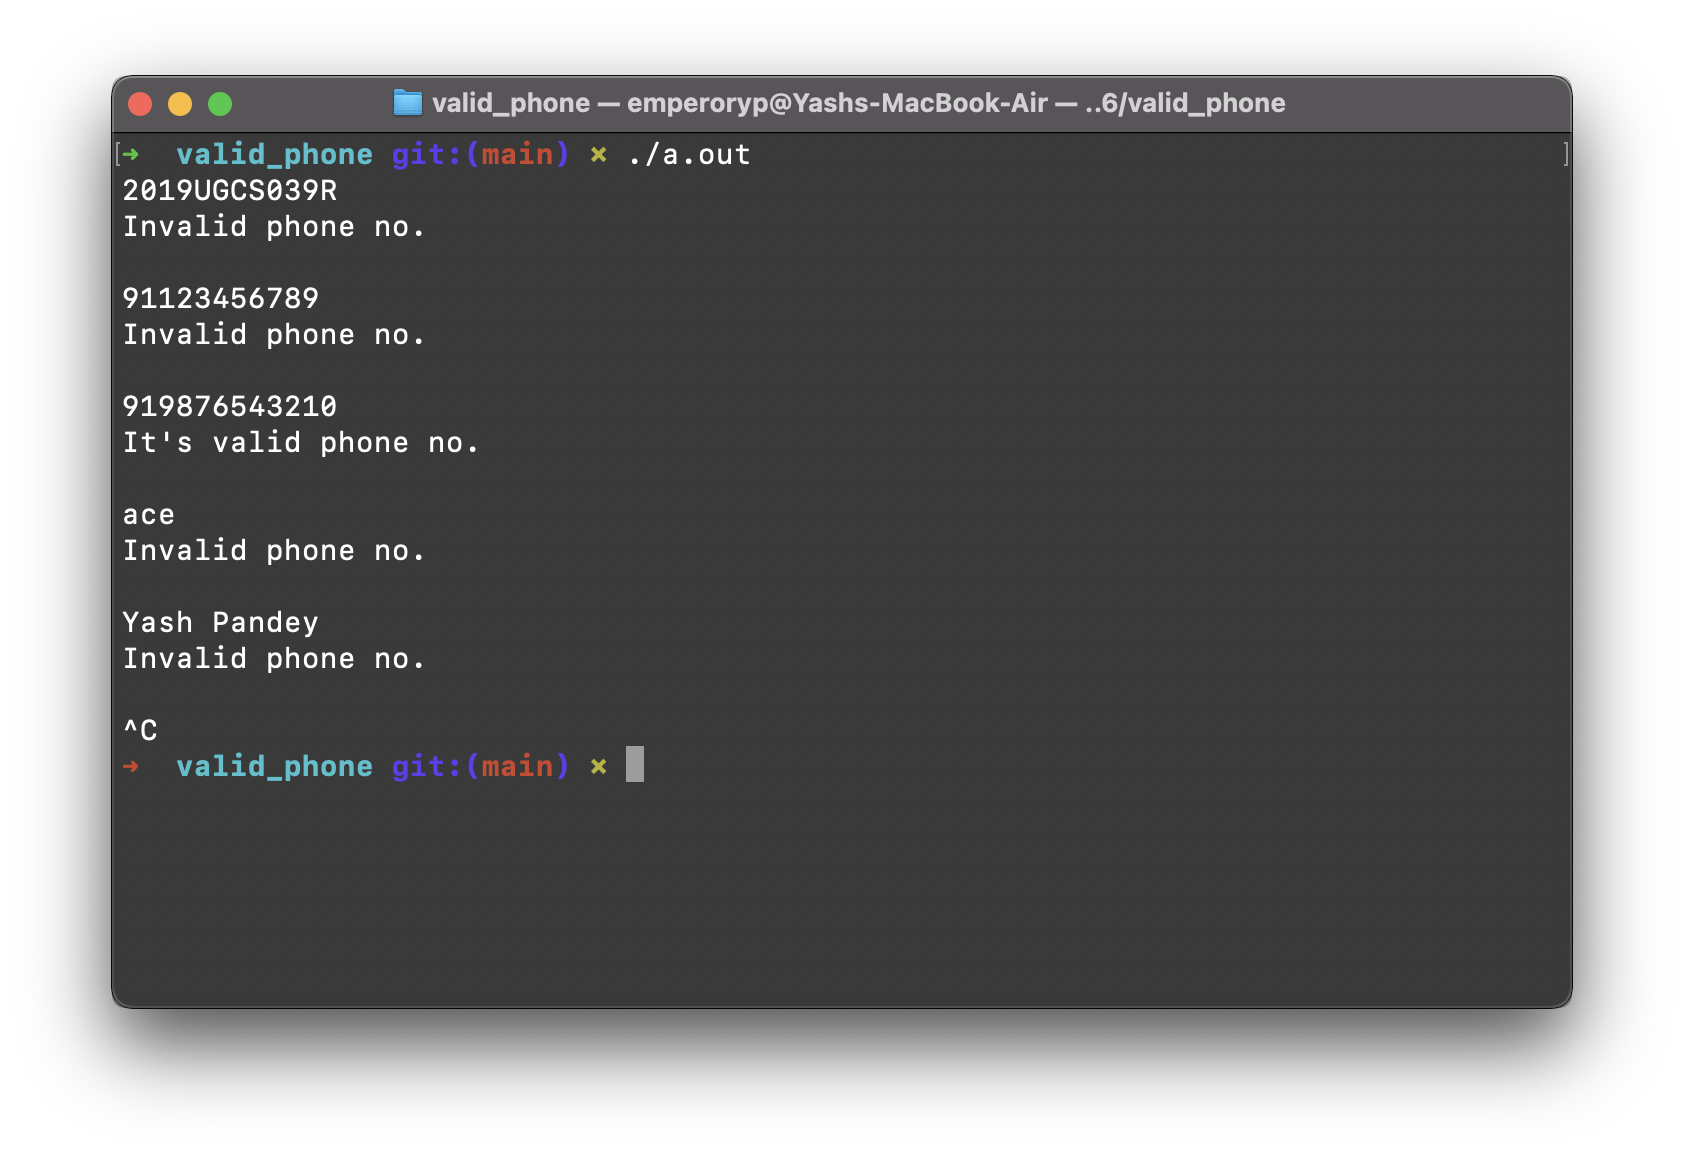 valid_phone — emperoryp@Yashs-MacBook-Air — ..6/valid_phone
[➜  valid_phone git:(main) ✗ ./a.out ]
2019UGCS039R
Invalid phone no.
91123456789
Invalid phone no.
919876543210
It's valid phone no.
ace
Invalid phone no.
Yash Pandey
Invalid phone no.
^C
➜  valid_phone git:(main) ✗